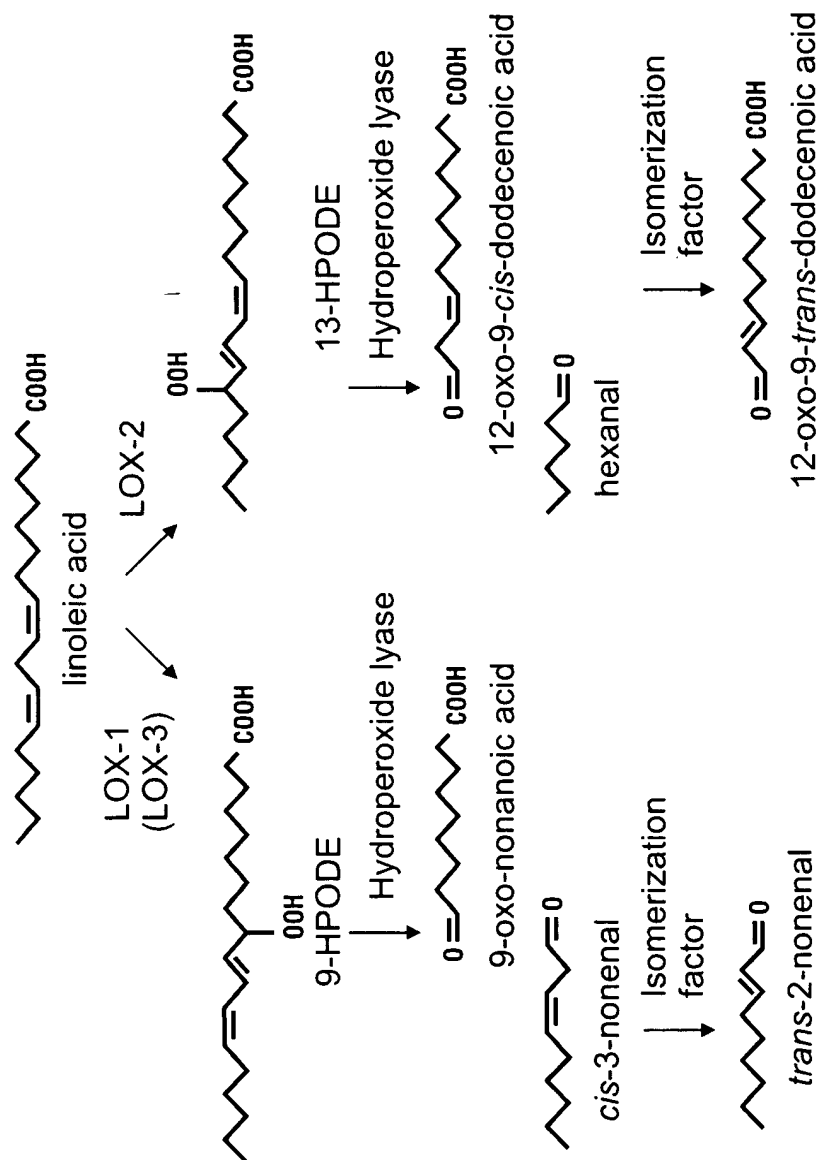 COOH
linoleic acid
LOX-1
(LOX-3)
LOX-2
COOH
OOH
9-HPODE
Hydroperoxide lyase
O
COOH
9-oxo-nonanoic acid
O
cis-3-nonenal
Isomerization
factor
O
trans-2-nonenal
OOH
COOH
13-HPODE
Hydroperoxide lyase
O
COOH
12-oxo-9-cis-dodecenoic acid
O
hexanal
Isomerization
factor
O
COOH
12-oxo-9-trans-dodecenoic acid